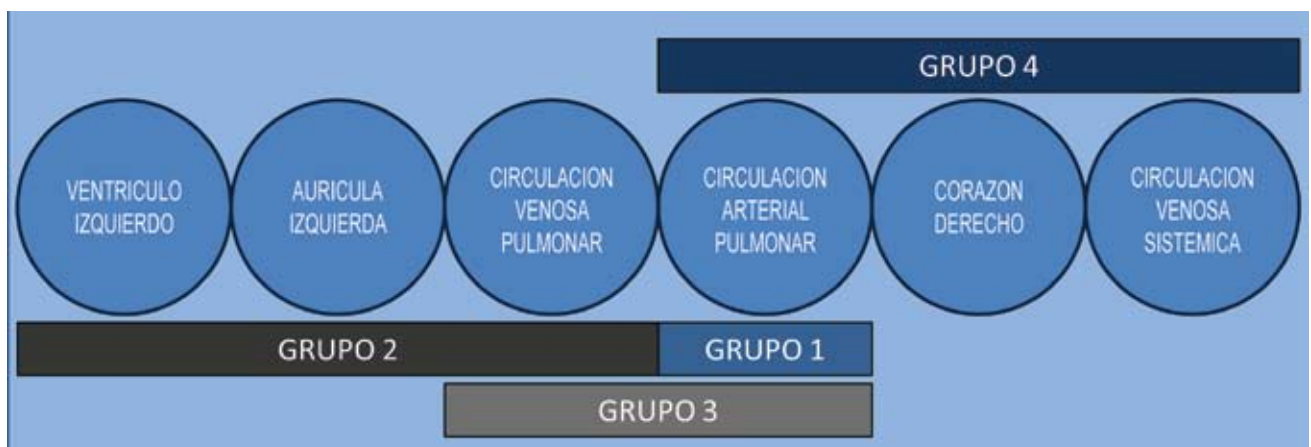 GRUPO 4
VENTRICULO
IZQUIERDO
AURICULA
IZQUIERDA
CIRCULACION
VENOSA
PULMONAR
CIRCULACION
ARTERIAL
PULMONAR
CORAZON
DERECHO
CIRCULACION
VENOSA
SISTEMICA
GRUPO 2
GRUPO 1
GRUPO 3